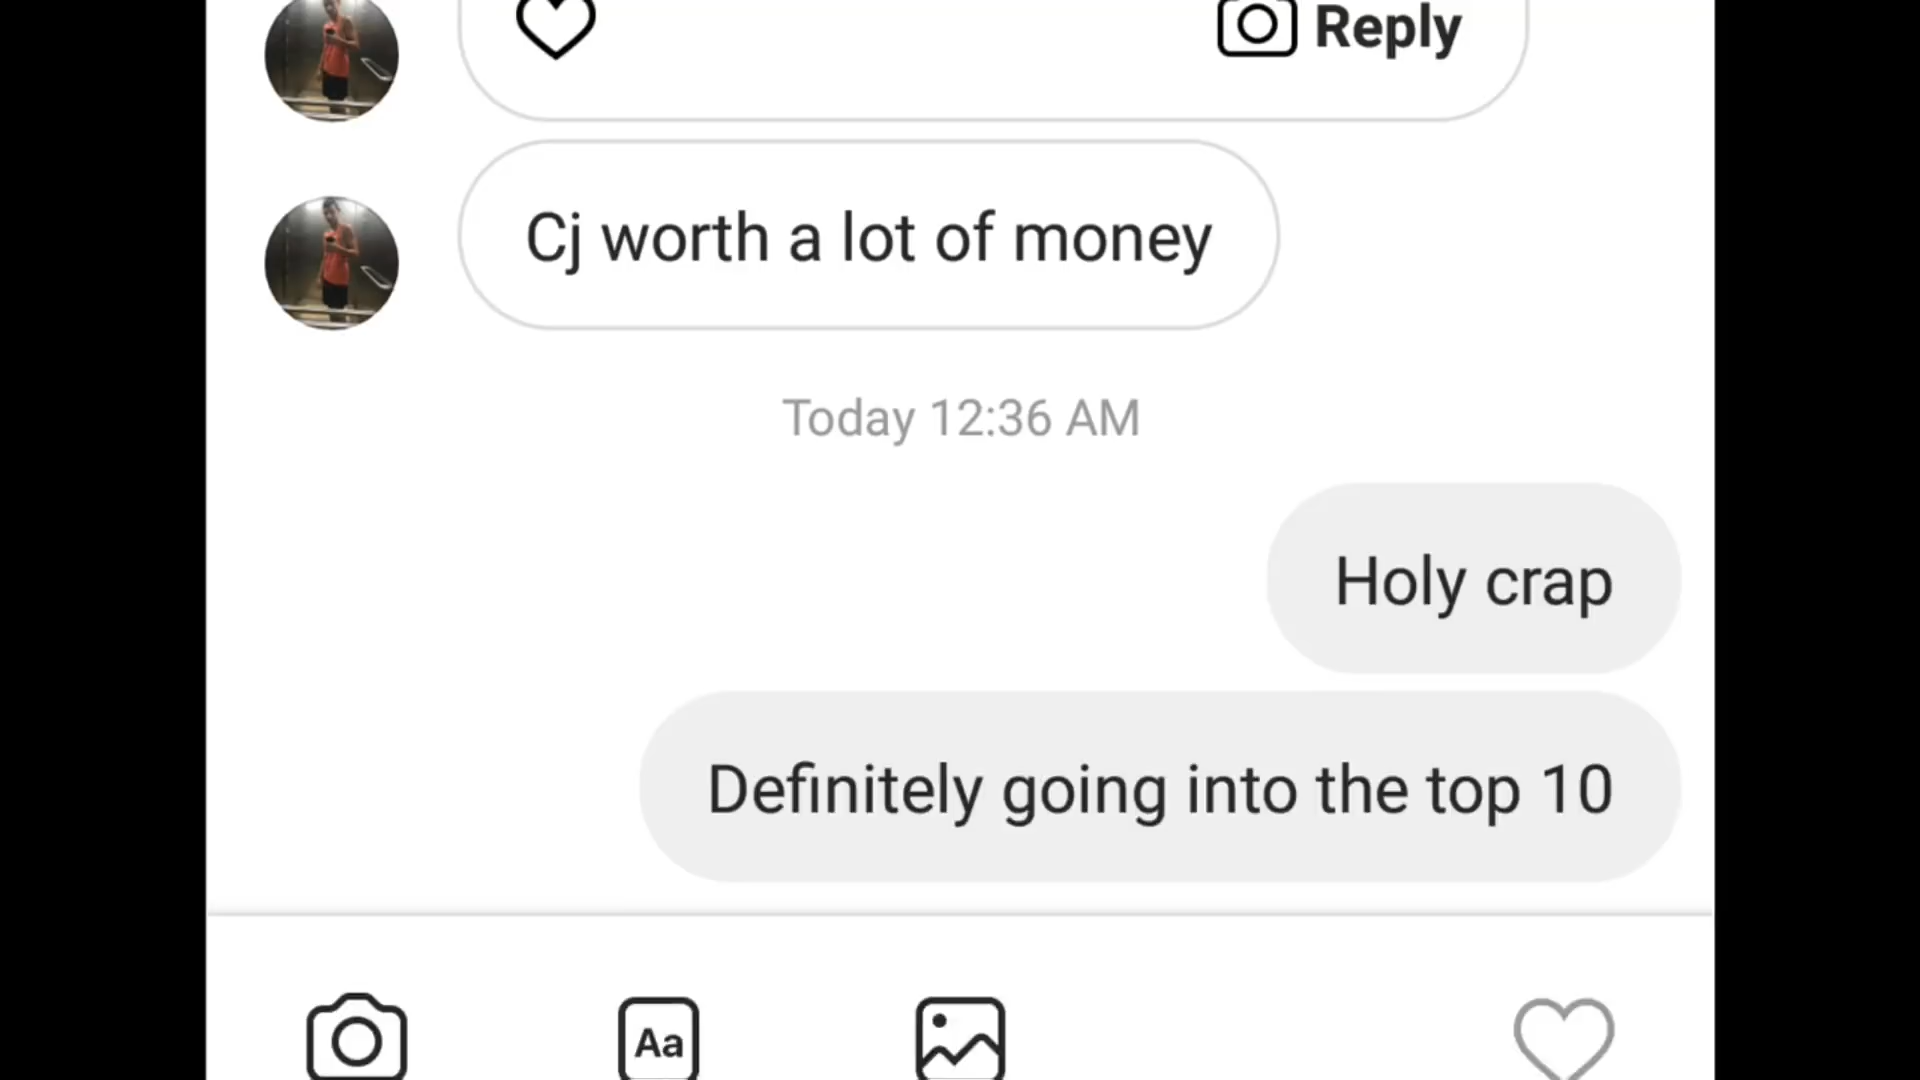 Reply
Cj worth a lot of money
Today 12:36 AM
Holy crap
Definitely going into the top 10
Aa